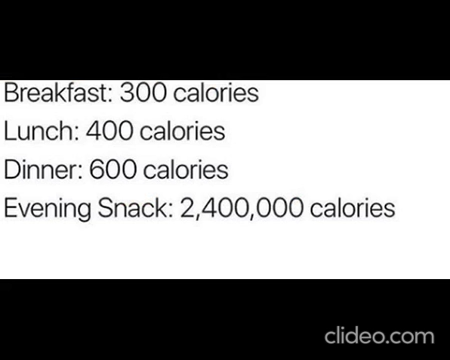 Breakfast: 300 calories
Lunch: 400 calories
Dinner: 600 calories
Evening Snack: 2,400,000 calories
clideo.com